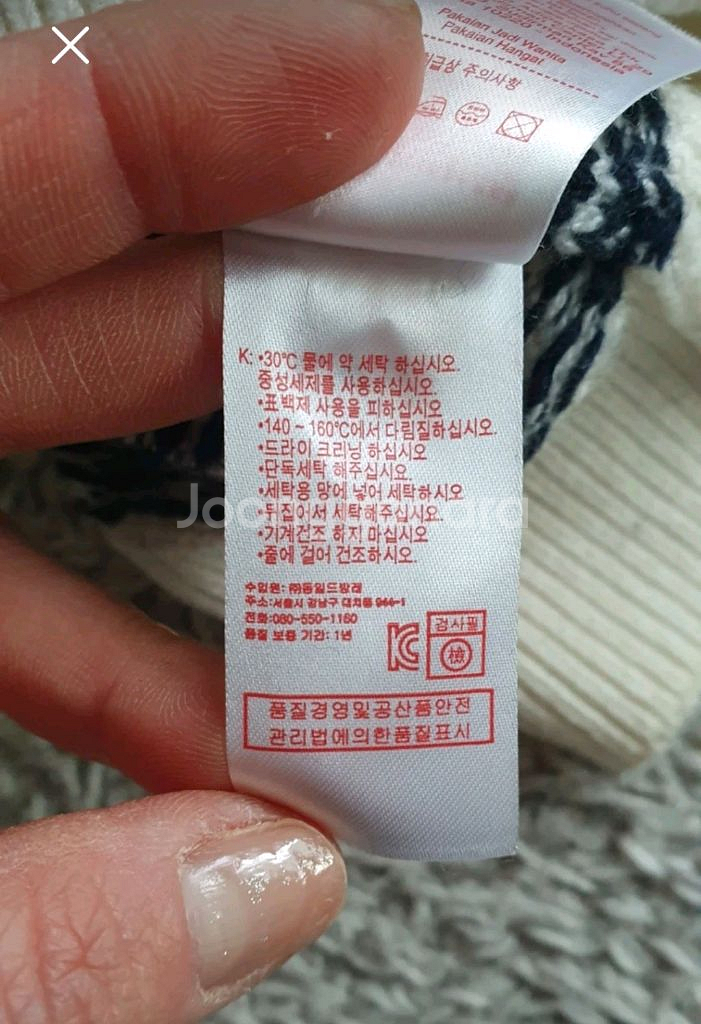 Pakaian Jadi Wanita
Pakaian Hangat
급상 주의사항
K: •30℃ 물에 약 세탁 하십시오.
중성세제를 사용하십시오.
•표백제 사용을 피하십시오
•140 ~ 160℃에서 다림질하십시오.
•드라이 크리닝 하십시오
•단독세탁 해주십시요.
•세탁용 망에 넣어 세탁하시오
•뒤집어서 세탁해주십시요.
•기계건조 하지 마십시오.
•줄에 걸어 건조하시오.
수입원: ㈜동일드방레
주소:서울시 강남구 대치동 944-1
전화:080-550-1160
품질 보증 기간: 1년
검사필
檢
품질경영및공산품안전
관리법에의한품질표시